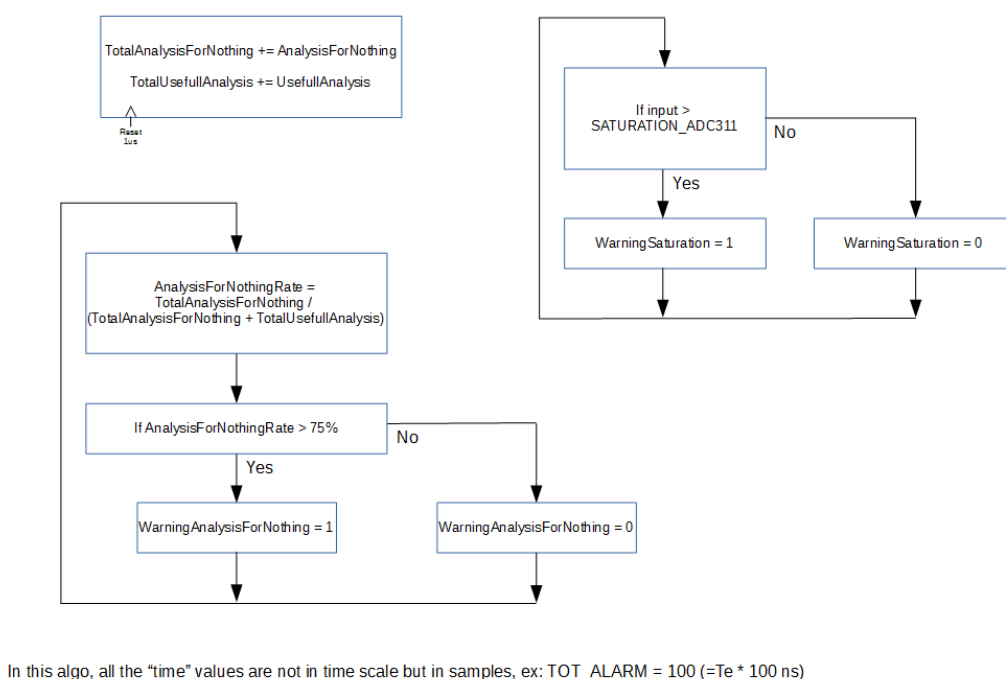 TotalAnalysisForNothing += AnalysisForNothing
TotalUsefullAnalysis += UsefullAnalysis
Reset
1us
If input >
SATURATION_ADC311
No
Yes
WarningSaturation = 1
WarningSaturation = 0
AnalysisForNothingRate =
TotalAnalysisForNothing /
(TotalAnalysisForNothing + TotalUsefullAnalysis)
If AnalysisForNothingRate > 75%
No
Yes
WarningAnalysisForNothing = 1
WarningAnalysisForNothing = 0
In this algo, all the “time” values are not in time scale but in samples, ex: TOT_ALARM = 100 (=Te * 100 ns)